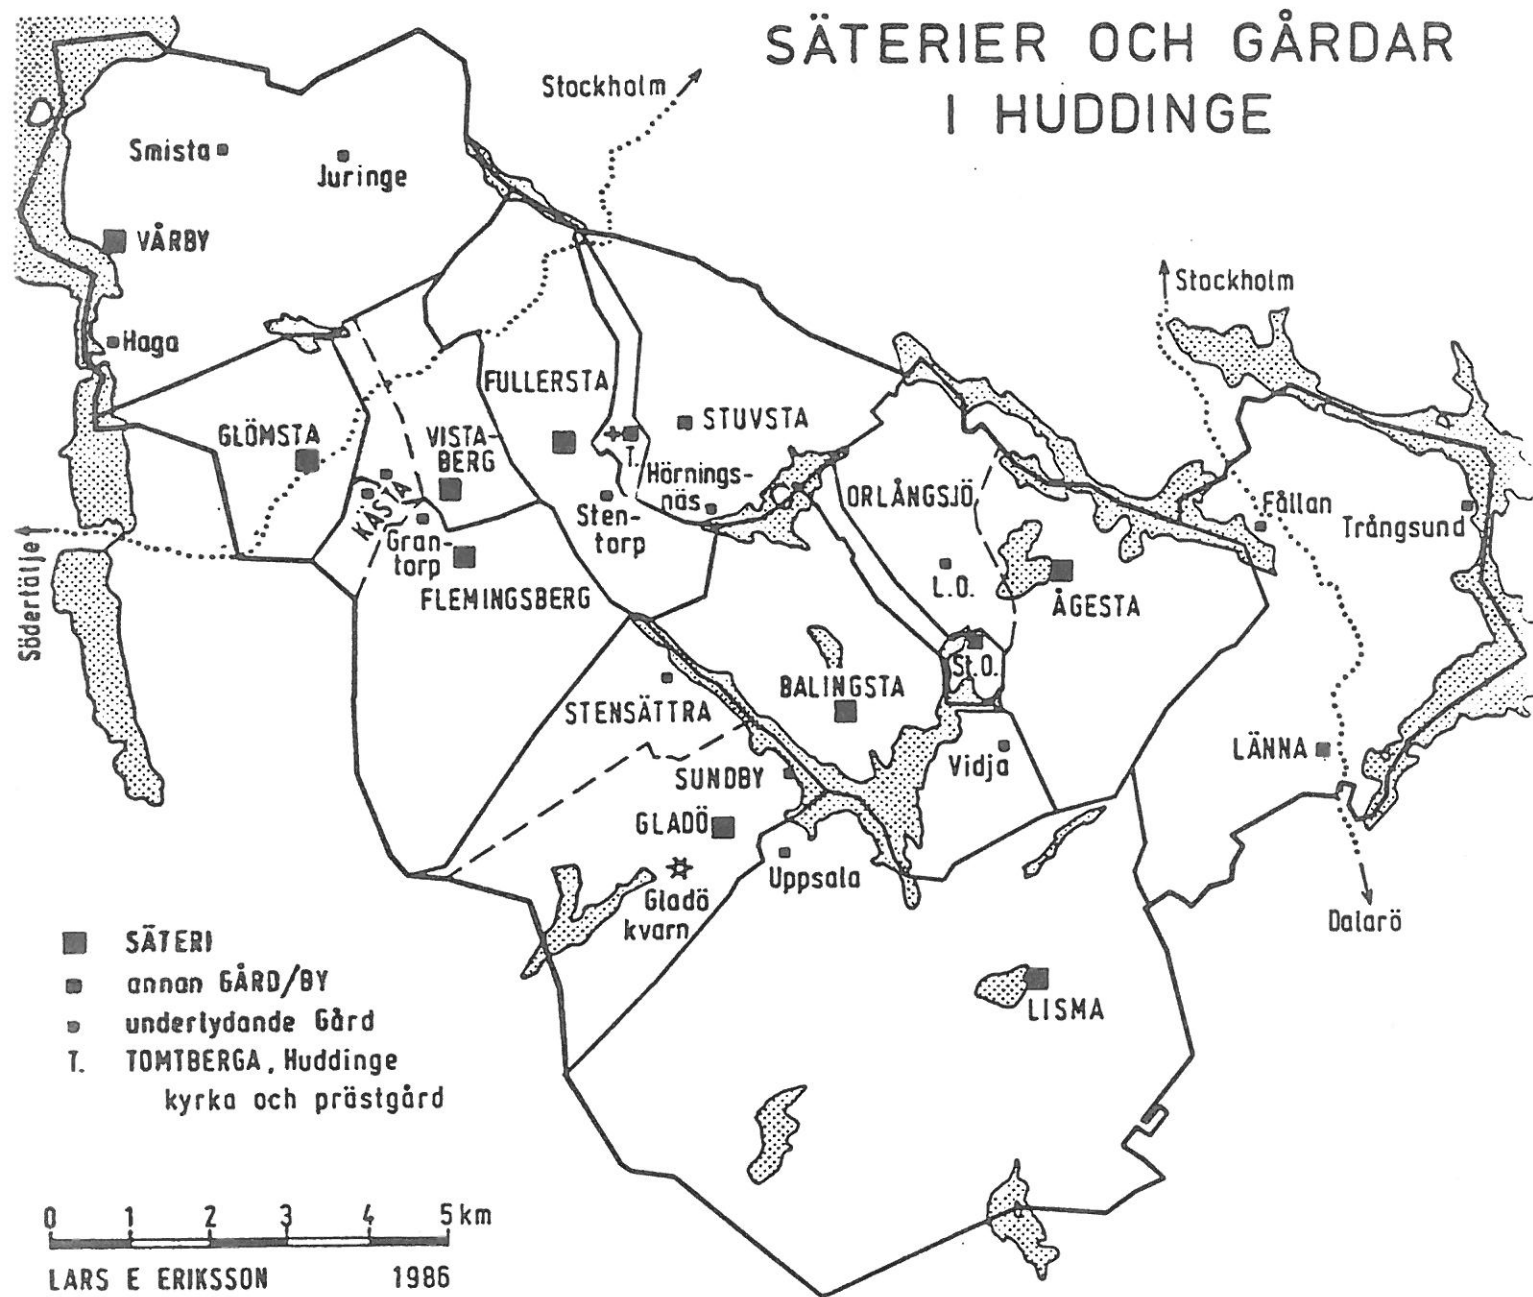 SÄTERIER OCH GÅRDAR
I HUDDINGE
Stockholm
Smista
Juringe
VÅRBY
Stockholm
Haga
FULLERSTA
GLÖMSTA
VISTA-
BERG
STUVSTA
T.
Hörnings-
näs
ORLÅNGSJÖ
Fållan
Trångsund
KÄSTA
Gran-
torp
Sten-
torp
Södertälje
FLEMINGSBERG
L.O.
ÅGESTA
St.O.
STENSÄTTRA
BALINGSTA
Vidja
LÄNNA
SUNDBY
GLADÖ
Uppsala
Gladö
kvarn
Dalarö
LISMA
SÄTERI
annan GÅRD/BY
underlydande Gård
T. TOMTBERGA, Huddinge
kyrka och prästgård
0 1 2 3 4 5 km
LARS E ERIKSSON 1986